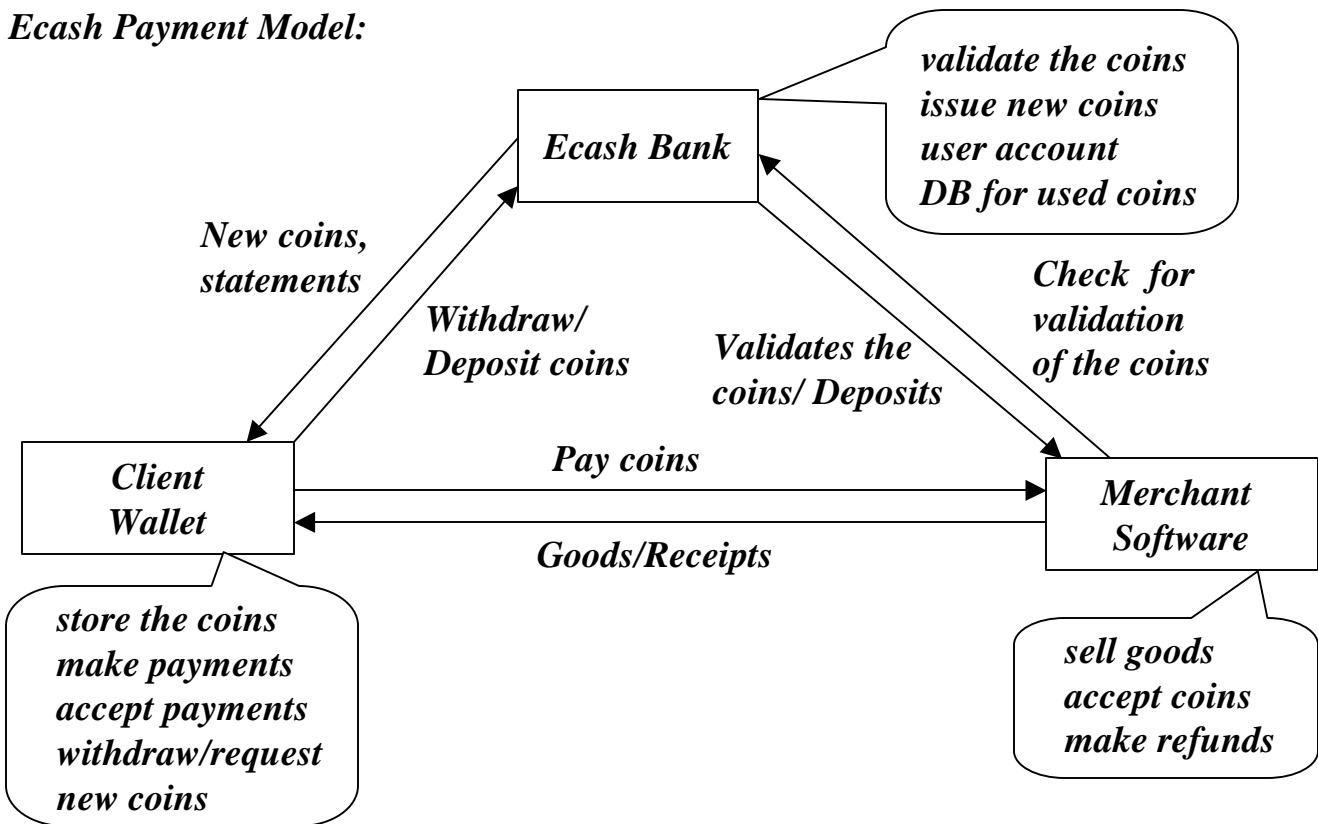 Ecash Payment Model:
validate the coins
issue new coins
user account
DB for used coins
Ecash Bank
New coins,
statements
Withdraw/
Deposit coins
Validates the
coins/ Deposits
Check for
validation
of the coins
Client
Wallet
Pay coins
Goods/Receipts
Merchant
Software
store the coins
make payments
accept payments
withdraw/request
new coins
sell goods
accept coins
make refunds